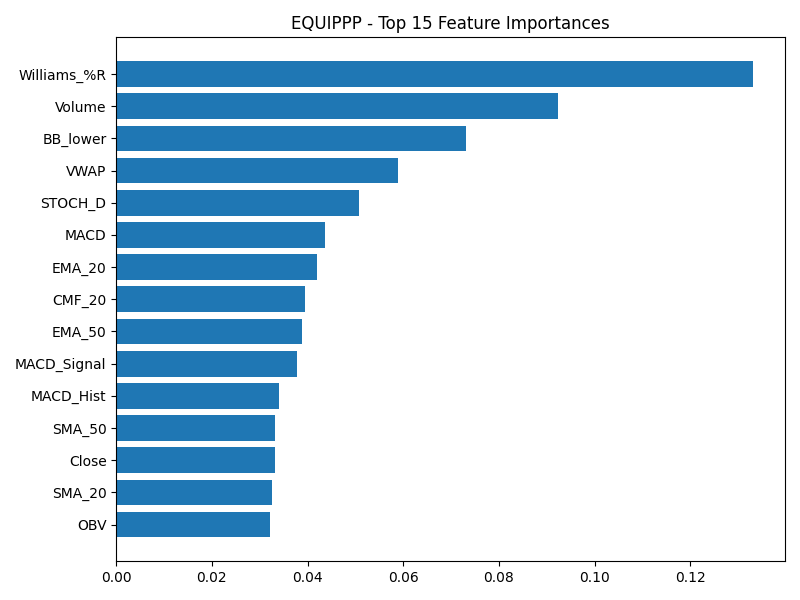 EQUIPPP - Top 15 Feature Importances
Williams_%R
Volume
BB_lower
VWAP
STOCH_D
MACD
EMA_20
CMF_20
EMA_50
MACD_Signal
MACD_Hist
SMA_50
Close
SMA_20
OBV
0.00 0.02 0.04 0.06 0.08 0.10 0.12